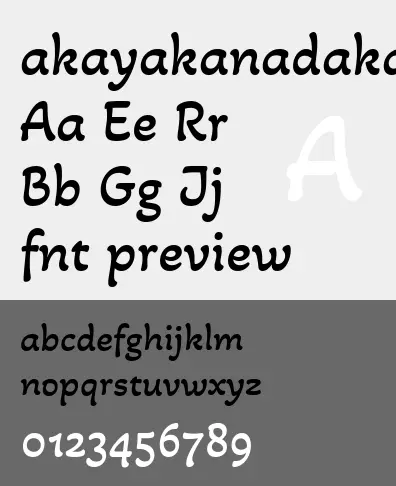 akayakanadaka
Aa Ee Rr
A
Bb Gg Jj
fnt preview
abcdefghijklm
nopqrstuvwxyz
0123456789